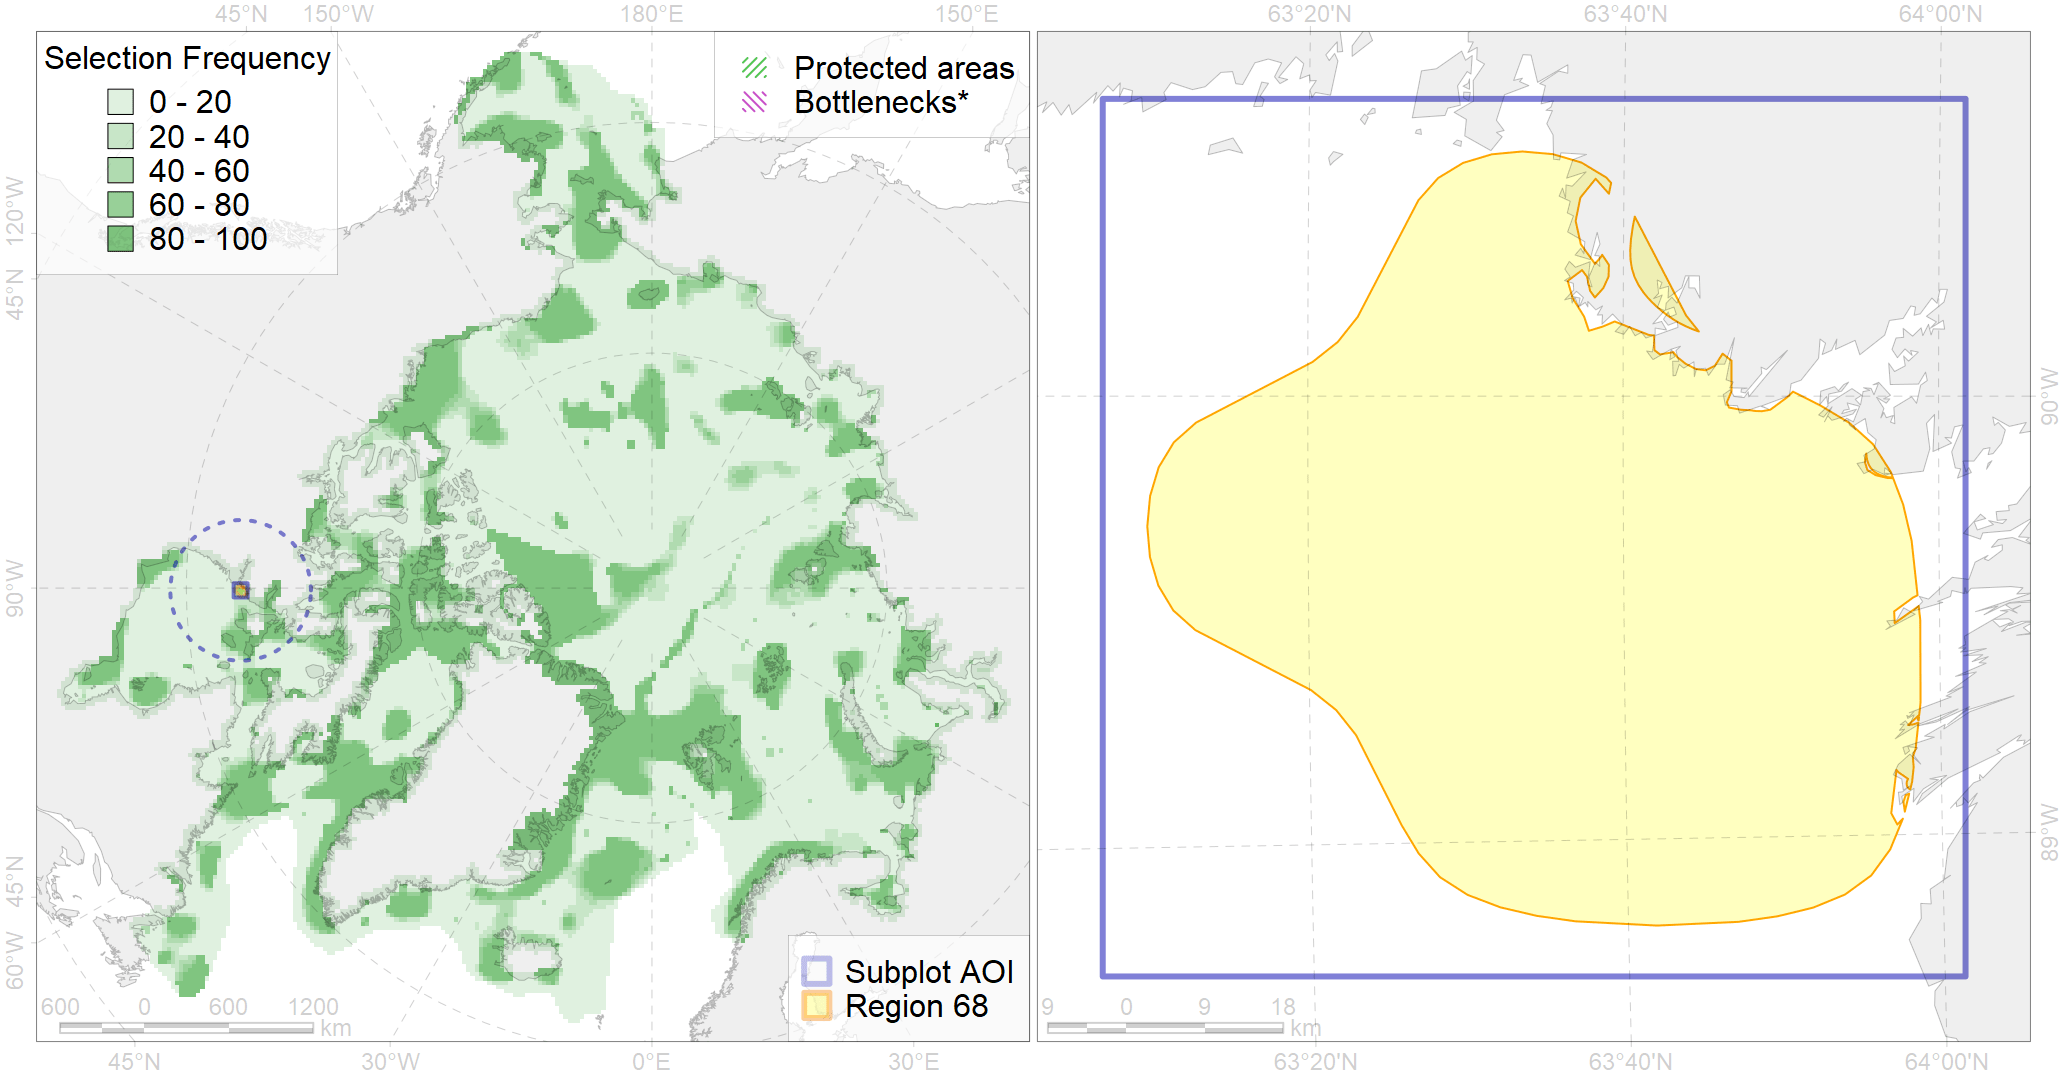 45°N 150°W 180°E 150°E 63°20'N 63°40'N 64°00'N
Selection Frequency
0 - 20
20 - 40
40 - 60
60 - 80
80 - 100
Protected areas
Bottlenecks*
120°W
45°N
90°W
45°N
60°W
90°W
89°W
Subplot AOI
Region 68
600 0 600 1200
km
9 0 9 18
km
45°N 30°W 0°E 30°E 63°20'N 63°40'N 64°00'N